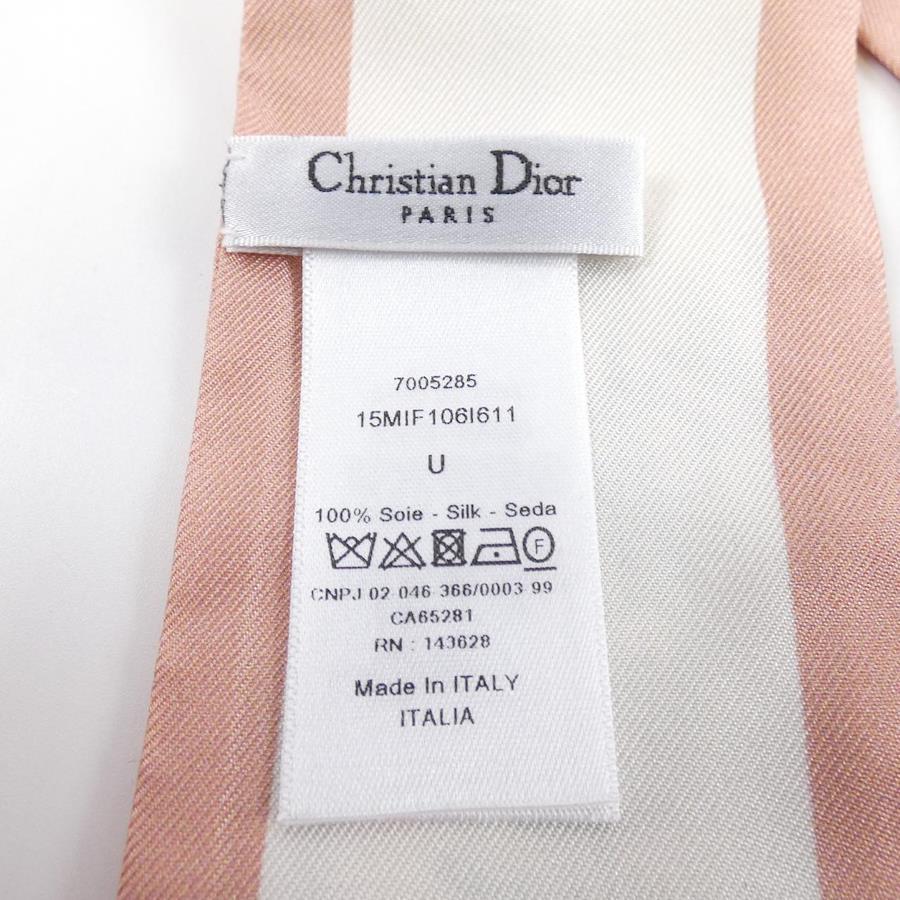 Christian Dior
PARIS
7005285
15MIF106I611
U
100% Soie - Silk - Seda
F
CNPJ 02 046 366/0003 99
CA65281
RN : 143628
Made In ITALY
ITALIA